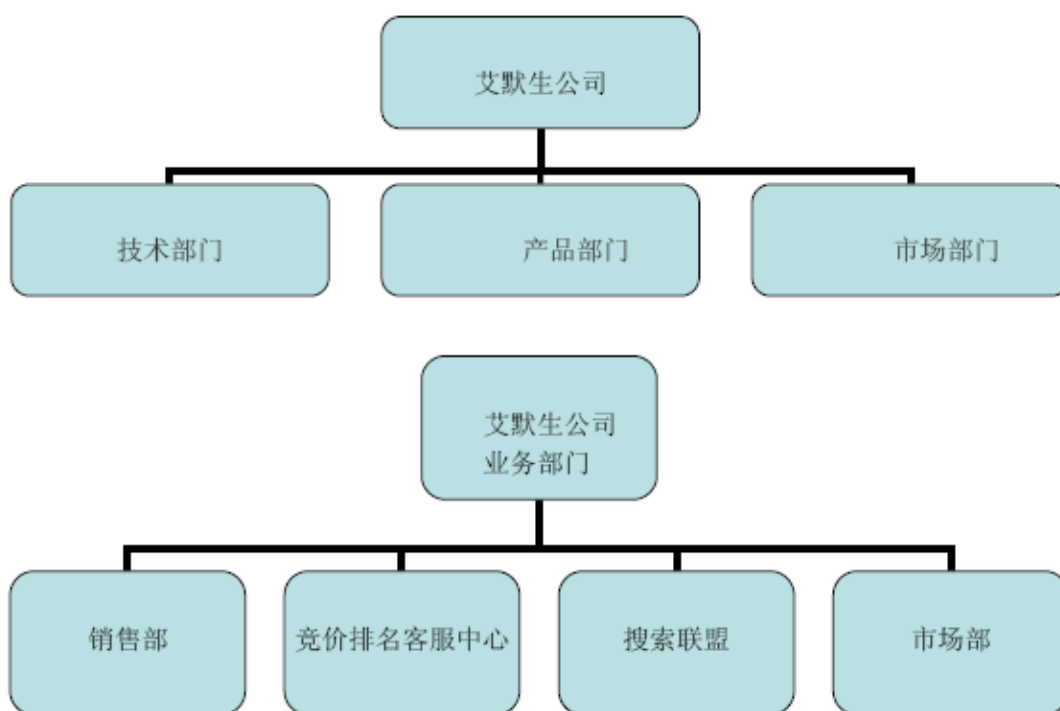 艾默生公司
技术部门
产品部门
市场部门
艾默生公司
业务部门
销售部
竞价排名客服中心
搜索联盟
市场部